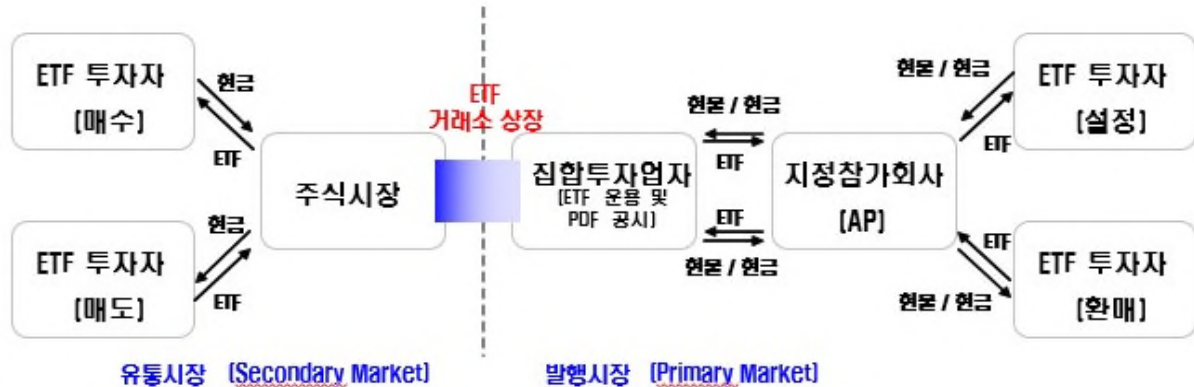 ETF 투자자
[매수]
현금
ETF
ETF 투자자
[매도]
현금
ETF
주식시장
ETF
거래소 상장
집합투자업자
[ETF 운용 및
PDF 공시]
현물 / 현금
ETF
ETF
현물 / 현금
지정참가회사
[AP]
현물 / 현금
ETF
ETF 투자자
[설정]
ETF
현물 / 현금
ETF 투자자
[환매]
유통시장 [Secondary Market]
발행시장 [Primary Market]